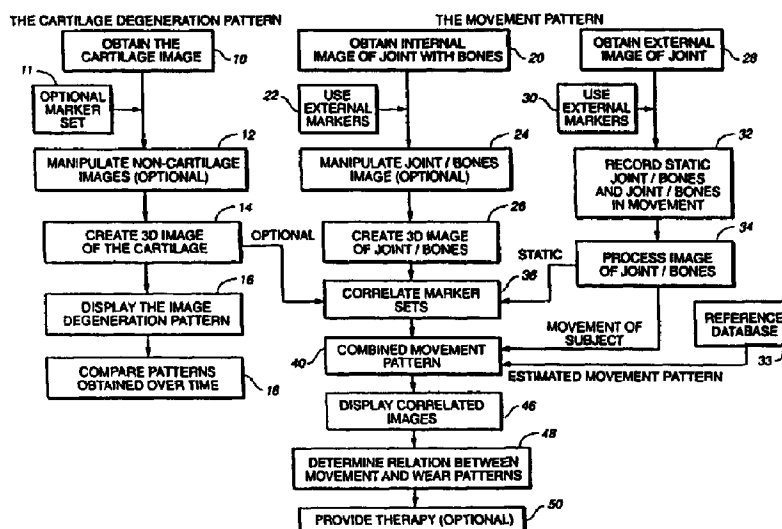 THE CARTILAGE DEGENERATION PATTERN
OBTAIN THE
CARTILAGE IMAGE
10
11
OPTIONAL
MARKER
SET
12
MANIPULATE NON-CARTILAGE
IMAGES (OPTIONAL)
14
CREATE 3D IMAGE
OF THE CARTILAGE
OPTIONAL
16
DISPLAY THE IMAGE
DEGENERATION PATTERN
COMPARE PATTERNS
OBTAINED OVER TIME
18
THE MOVEMENT PATTERN
OBTAIN INTERNAL
IMAGE OF JOINT WITH BONES
20
22
USE
EXTERNAL
MARKERS
24
MANIPULATE JOINT / BONES
IMAGE (OPTIONAL)
26
CREATE 3D IMAGE
OF JOINT / BONES
36
CORRELATE MARKER
SETS
40
COMBINED MOVEMENT
PATTERN
DISPLAY CORRELATED
IMAGES
46
48
DETERMINE RELATION BETWEEN
MOVEMENT AND WEAR PATTERNS
50
PROVIDE THERAPY (OPTIONAL)
OBTAIN EXTERNAL
IMAGE OF JOINT
28
30
USE
EXTERNAL
MARKERS
32
RECORD STATIC
JOINT / BONES
AND JOINT / BONES
IN MOVEMENT
34
STATIC
PROCESS IMAGE
OF JOINT / BONES
MOVEMENT OF
SUBJECT
REFERENCE
DATABASE
33
ESTIMATED MOVEMENT PATTERN